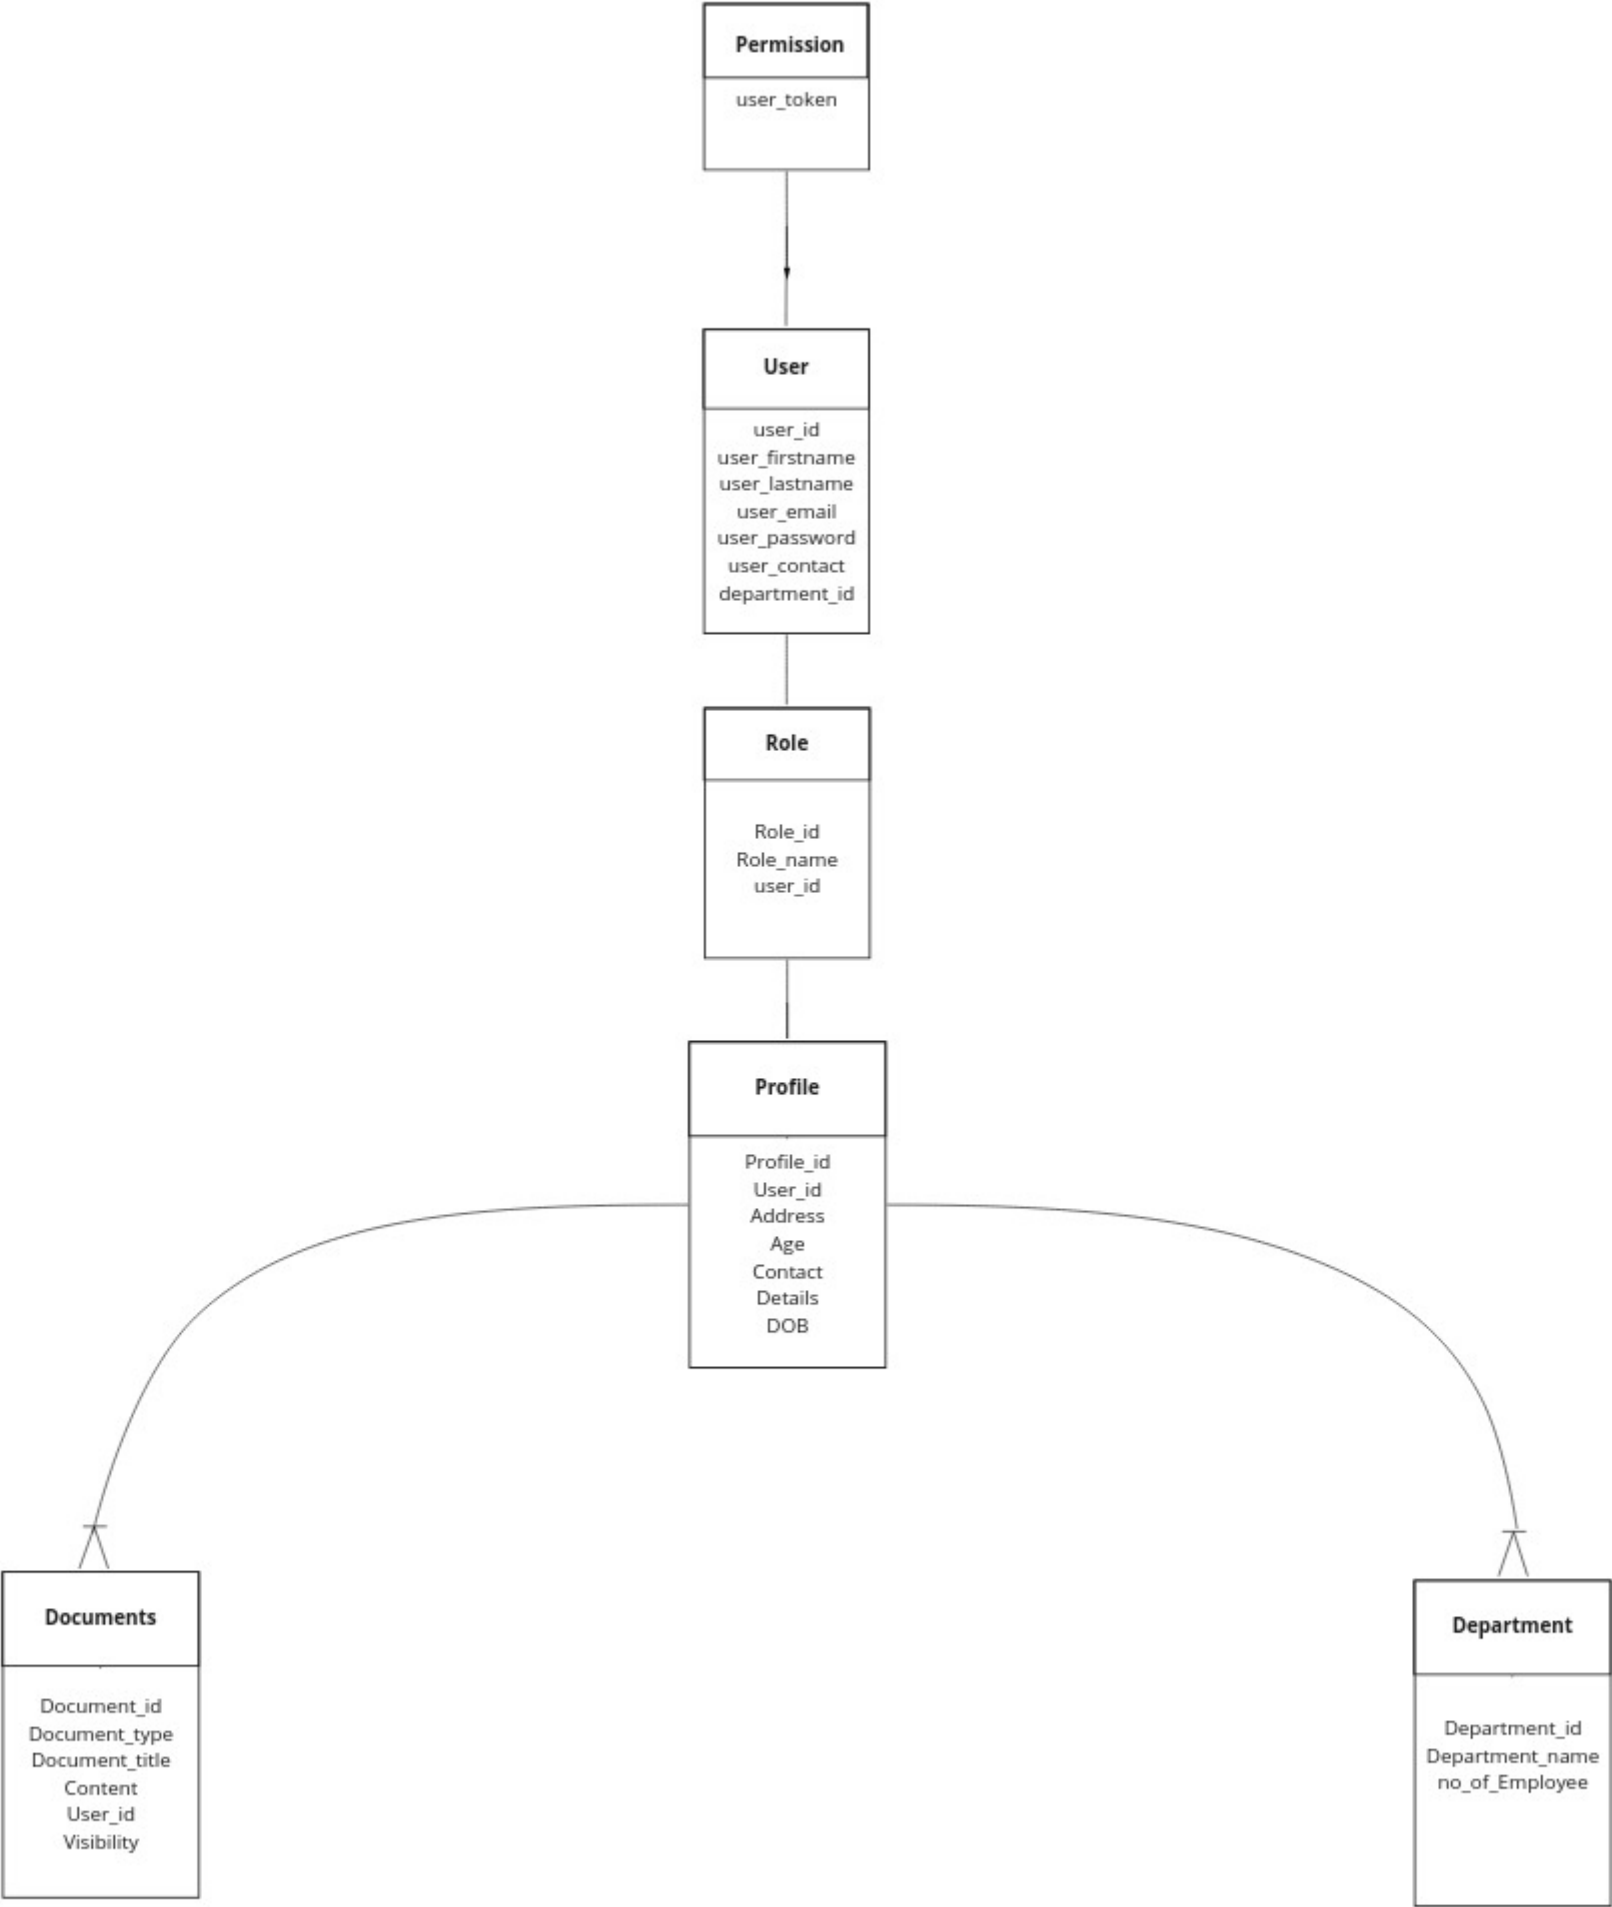 Permission
user_token
User
user_id
user_firstname
user_lastname
user_email
user_password
user_contact
department_id
Role
Role_id
Role_name
user_id
Profile
Profile_id
User_id
Address
Age
Contact
Details
DOB
Documents
Document_id
Document_type
Document_title
Content
User_id
Visibility
Department
Department_id
Department_name
no_of_Employee